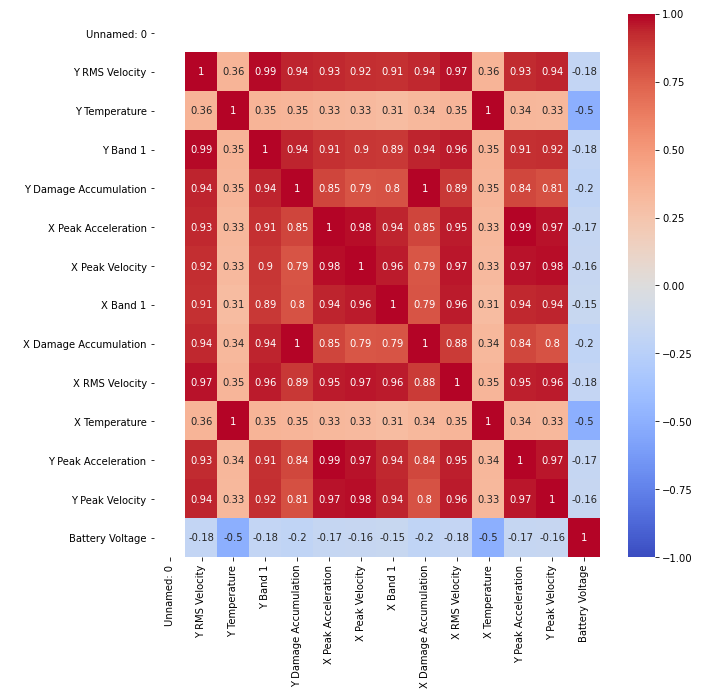 Unnamed: 0
Y RMS Velocity 1 0.36 0.99 0.94 0.93 0.92 0.91 0.94 0.97 0.36 0.93 0.94 -0.18
Y Temperature 0.36 1 0.35 0.35 0.33 0.33 0.31 0.34 0.35 1 0.34 0.33 -0.5
Y Band 1 0.99 0.35 1 0.94 0.91 0.9 0.89 0.94 0.96 0.35 0.91 0.92 -0.18
Y Damage Accumulation 0.94 0.35 0.94 1 0.85 0.79 0.8 1 0.89 0.35 0.84 0.81 -0.2
X Peak Acceleration 0.93 0.33 0.91 0.85 1 0.98 0.94 0.85 0.95 0.33 0.99 0.97 -0.17
X Peak Velocity 0.92 0.33 0.9 0.79 0.98 1 0.96 0.79 0.97 0.33 0.97 0.98 -0.16
X Band 1 0.91 0.31 0.89 0.8 0.94 0.96 1 0.79 0.96 0.31 0.94 0.94 -0.15
X Damage Accumulation 0.94 0.34 0.94 1 0.85 0.79 0.79 1 0.88 0.34 0.84 0.8 -0.2
X RMS Velocity 0.97 0.35 0.96 0.89 0.95 0.97 0.96 0.88 1 0.35 0.95 0.96 -0.18
X Temperature 0.36 1 0.35 0.35 0.33 0.33 0.31 0.34 0.35 1 0.34 0.33 -0.5
Y Peak Acceleration 0.93 0.34 0.91 0.84 0.99 0.97 0.94 0.84 0.95 0.34 1 0.97 -0.17
Y Peak Velocity 0.94 0.33 0.92 0.81 0.97 0.98 0.94 0.8 0.96 0.33 0.97 1 -0.16
Battery Voltage -0.18 -0.5 -0.18 -0.2 -0.17 -0.16 -0.15 -0.2 -0.18 -0.5 -0.17 -0.16 1
Unnamed: 0
Y RMS Velocity
Y Temperature
Y Band 1
Y Damage Accumulation
X Peak Acceleration
X Peak Velocity
X Band 1
X Damage Accumulation
X RMS Velocity
X Temperature
Y Peak Acceleration
Y Peak Velocity
Battery Voltage
1.00
0.75
0.50
0.25
0.00
−0.25
−0.50
−0.75
−1.00